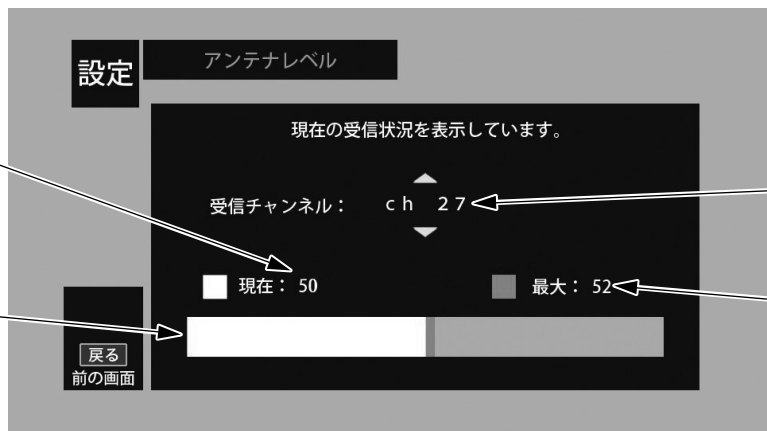 設定
アンテナレベル
現在の受信状況を表示しています。
受信チャンネル： ch 27
現在： 50 最大： 52
戻る
前の画面